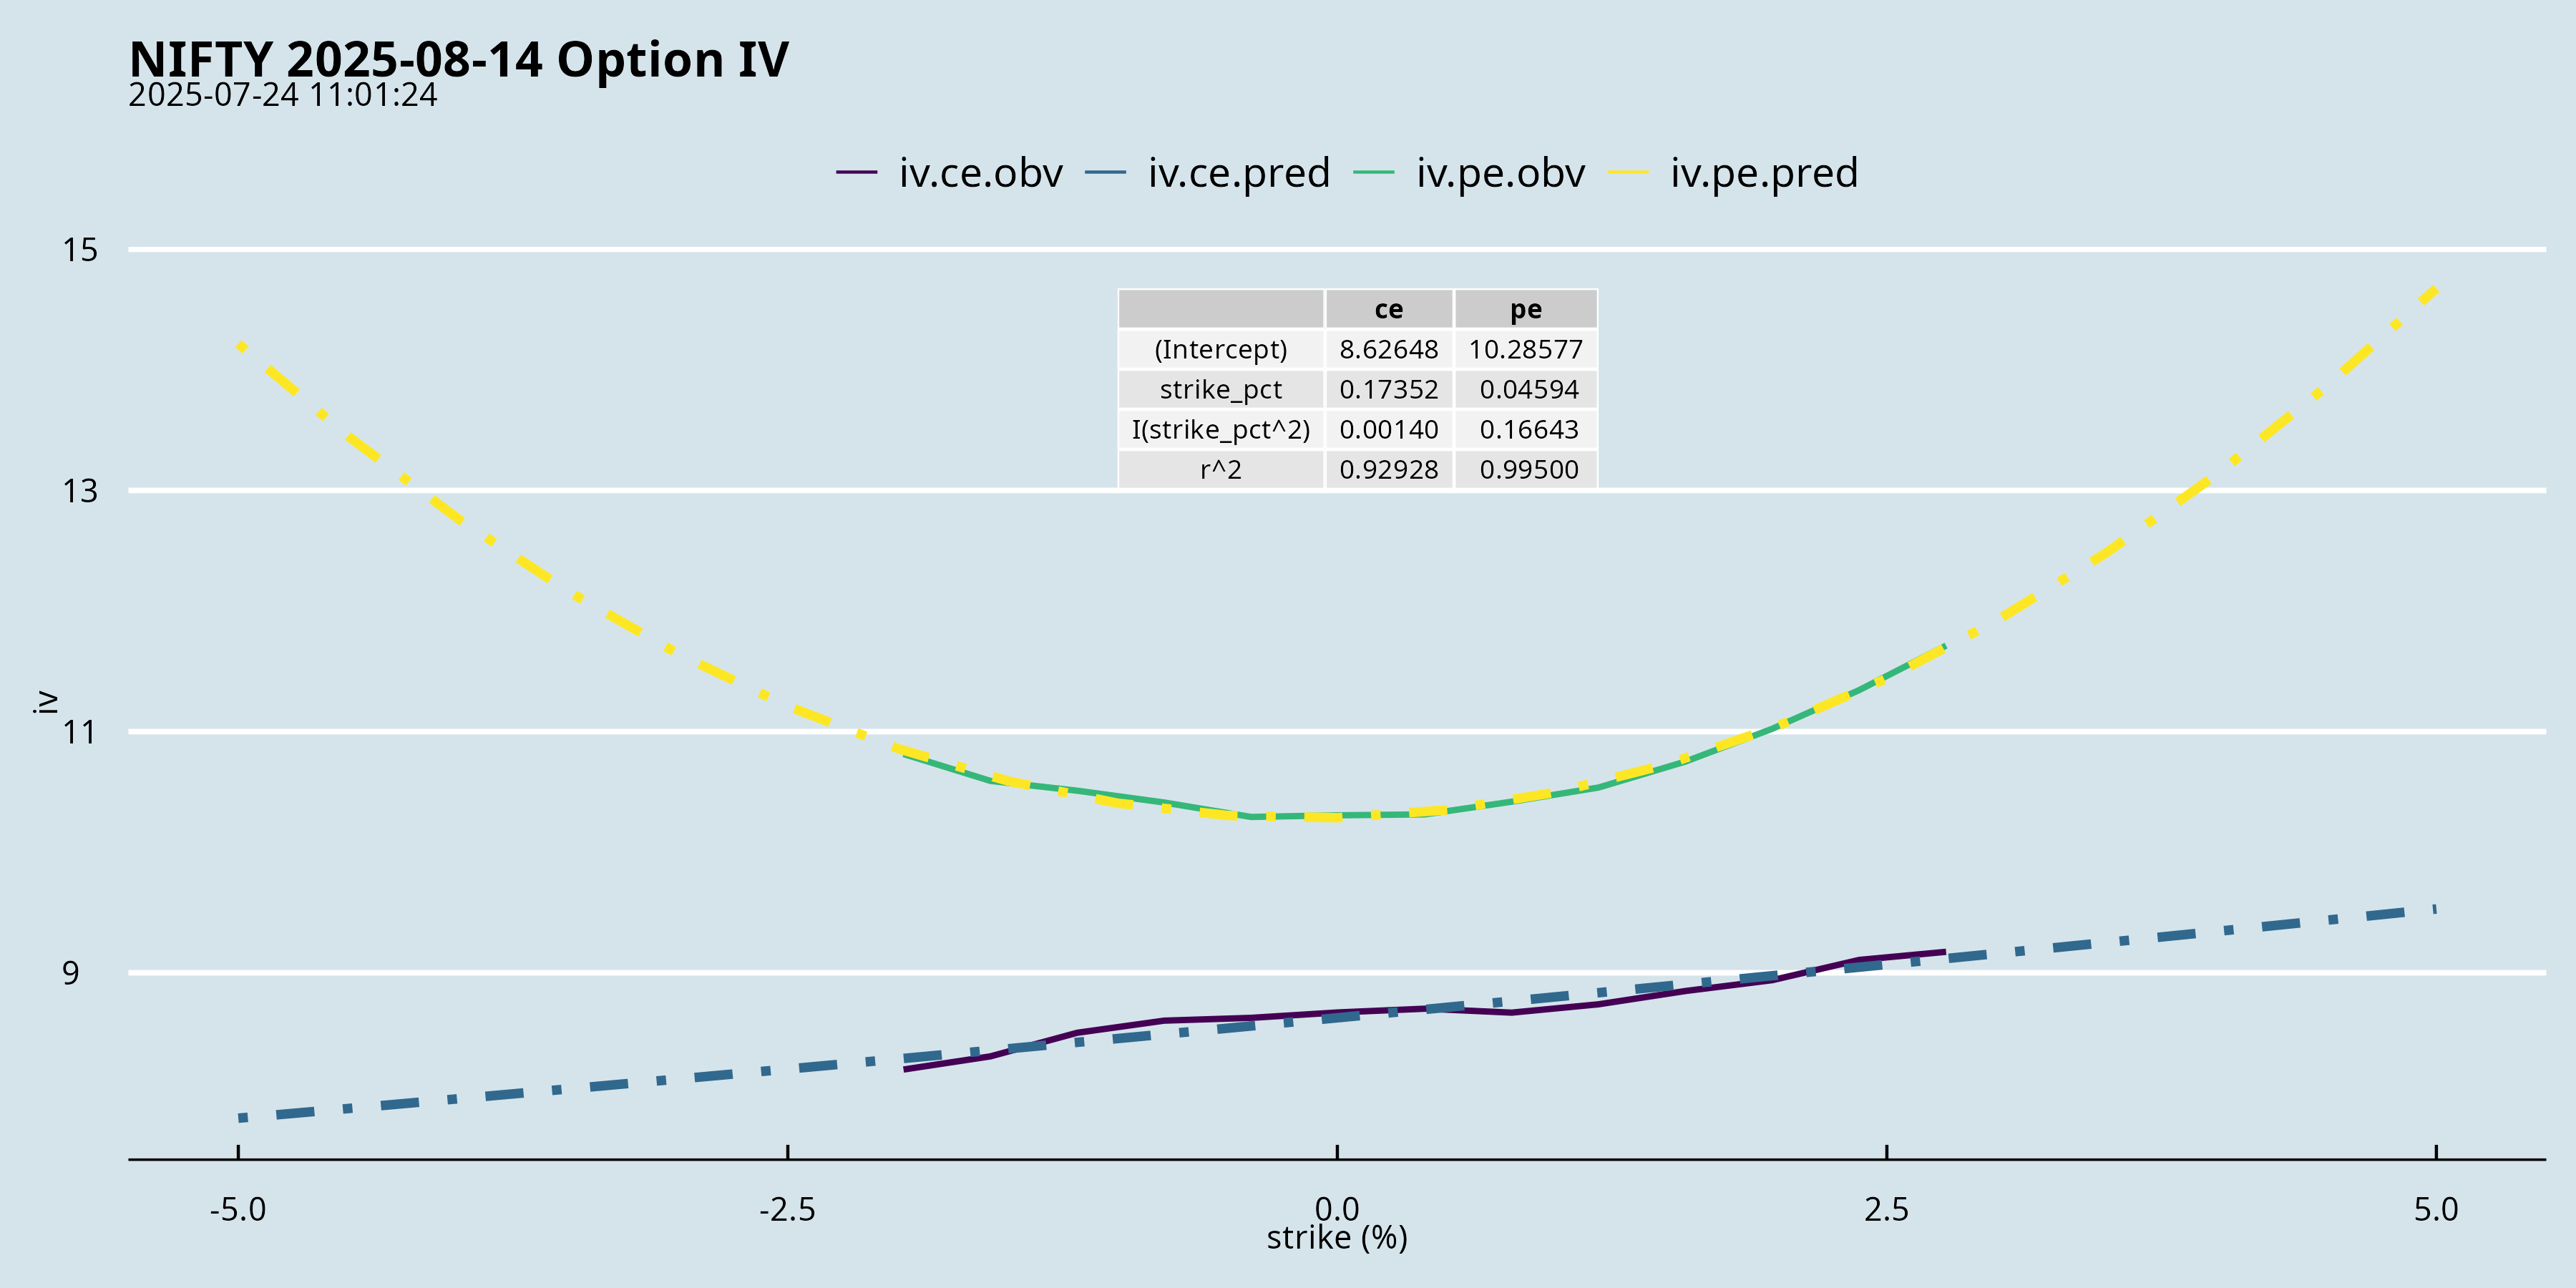 NIFTY 2025-08-14 Option IV
2025-07-24 11:01:24
iv.ce.obv iv.ce.pred iv.pe.obv iv.pe.pred
15
ce pe
(Intercept) 8.62648 10.28577
strike_pct 0.17352 0.04594
I(strike_pct^2) 0.00140 0.16643
r^2 0.92928 0.99500
13
iv
11
9
-5.0 -2.5 0.0 2.5 5.0
strike (%)